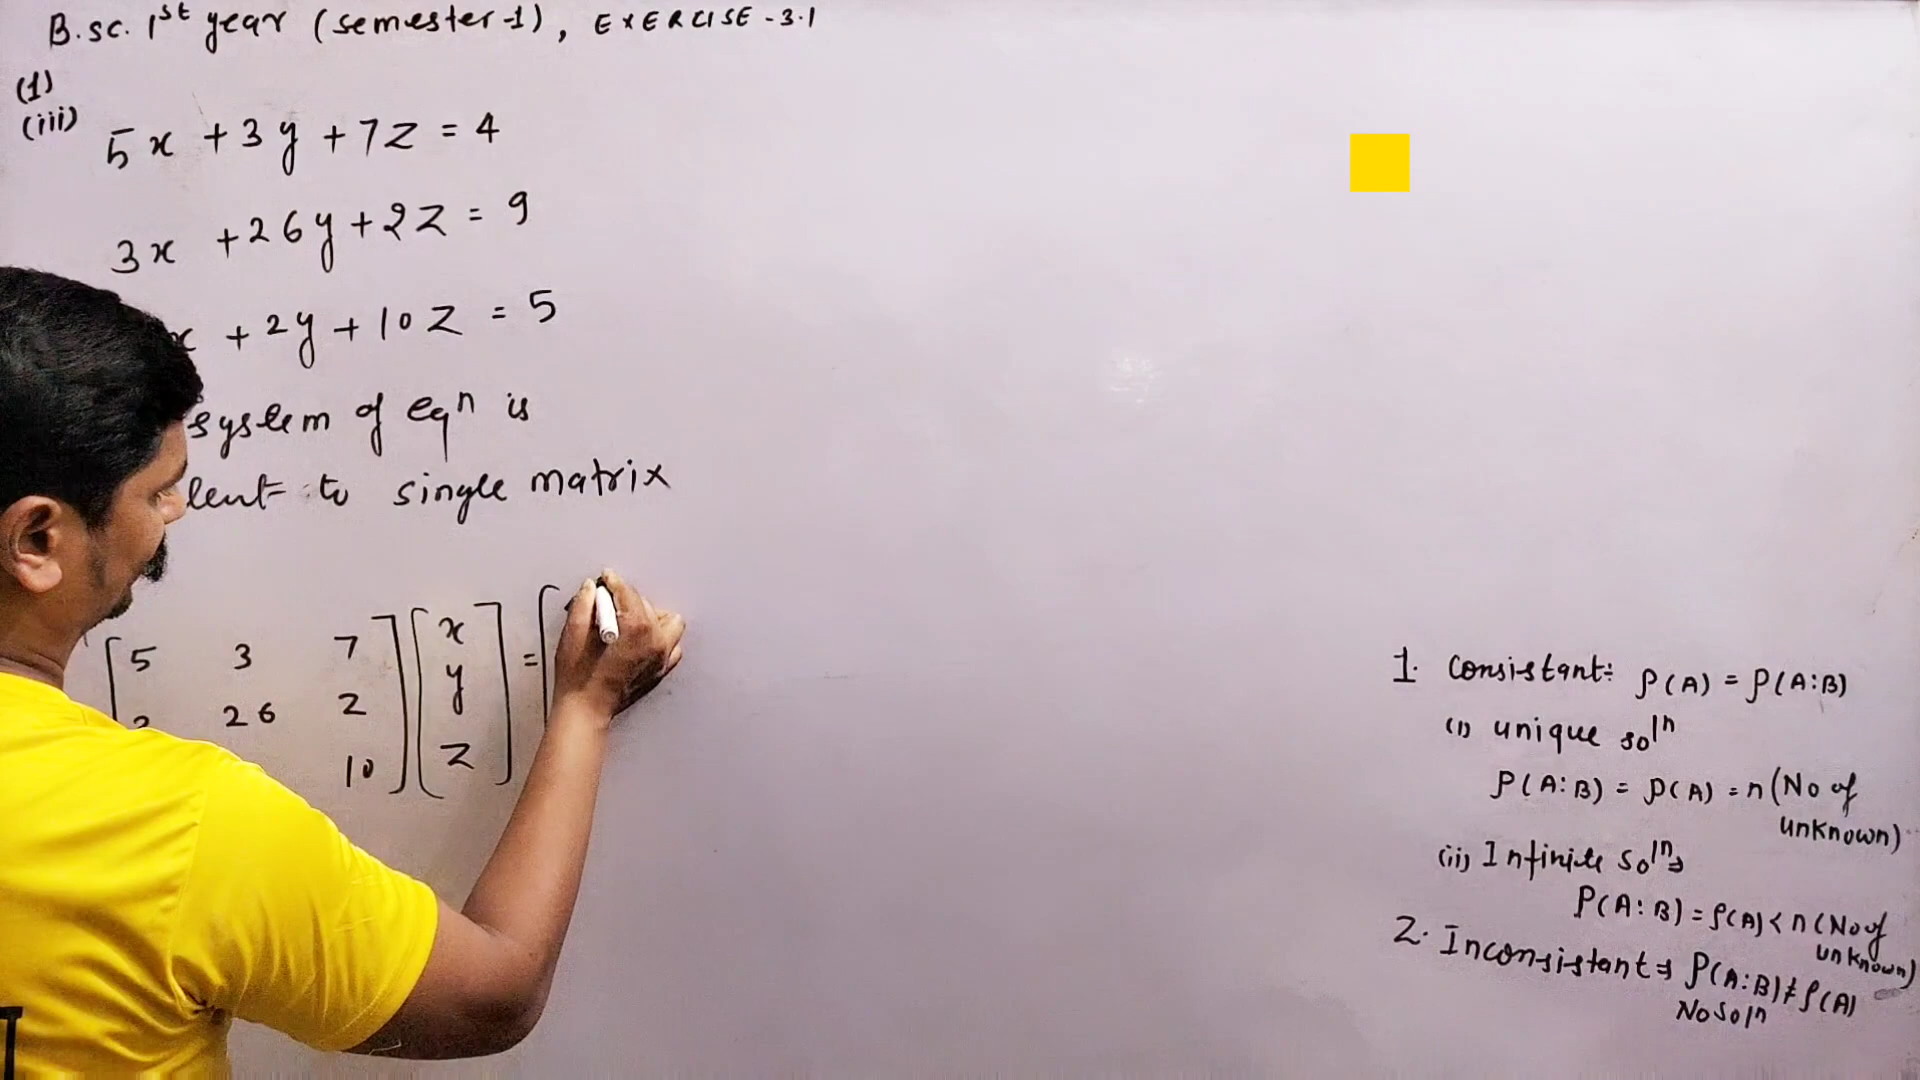 B.sc. 1st year (semester-1), EXERCISE-3.1
(1)
(iii)
5x + 3y + 7z = 4
3x + 26y + 2z = 9
x + 2y + 10z = 5
system of eqn is
lent to single matrix
[5 3 7] [x] = [
26 2 y
10 z
1. Consistant: ρ(A) = ρ(A:B)
(i) unique soln
ρ(A:B) = ρ(A) = n (No of
unknown)
(ii) Infinite solns
ρ(A:B) = ρ(A) < n (No of
unknown)
2. Inconsistant ⇒ ρ(A:B) ≠ ρ(A)
No soln